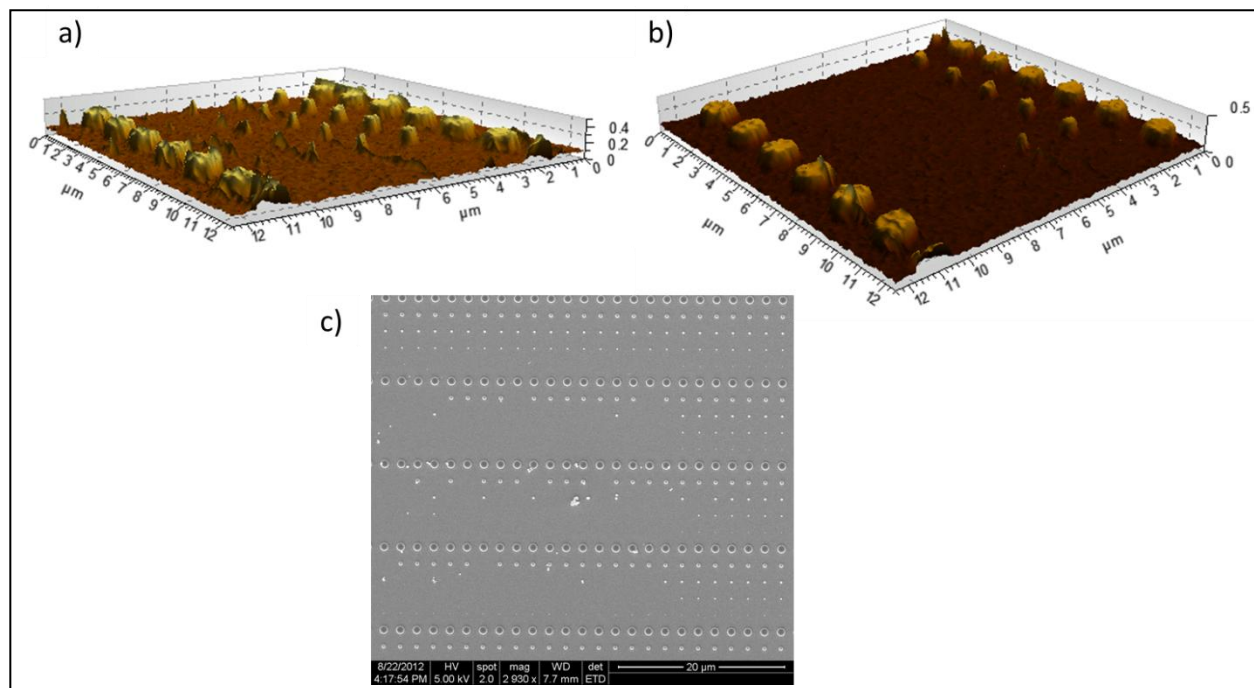 a)
b)
0.4
0.2
0
0 1 2 3 4 5 6 7 8 9 10 11 12
µm
12 11 10 9 8 7 6 5 4 3 2 1 0
µm
0.5
0
0 1 2 3 4 5 6 7 8 9 10 11 12
µm
12 11 10 9 8 7 6 5 4 3 2 1 0
µm
c)
8/22/2012 HV spot mag WD det 20 µm
4:17:54 PM 5.00 kV 2.0 2 930 x 7.7 mm ETD